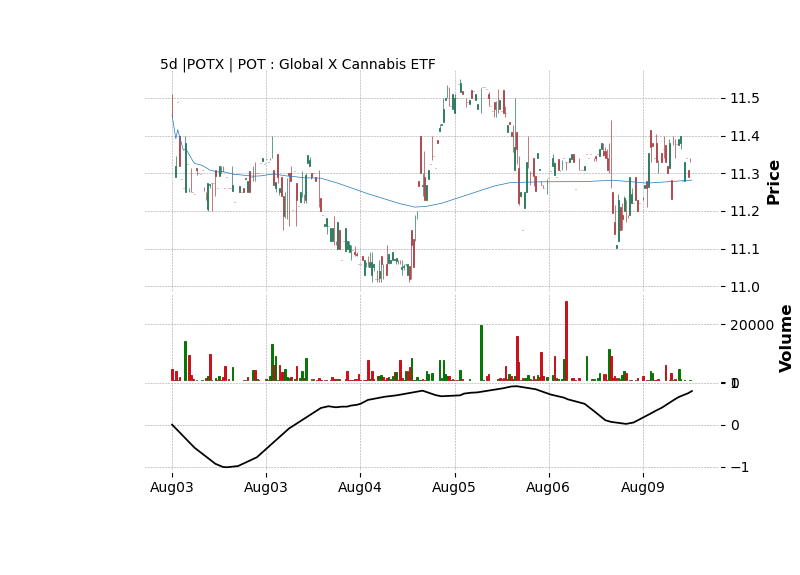 5d |POTX | POT : Global X Cannabis ETF
11.5
11.4
11.3
11.2
11.1
11.0
Price
20000
0
Volume
1
0
−1
Aug03
Aug03
Aug04
Aug05
Aug06
Aug09